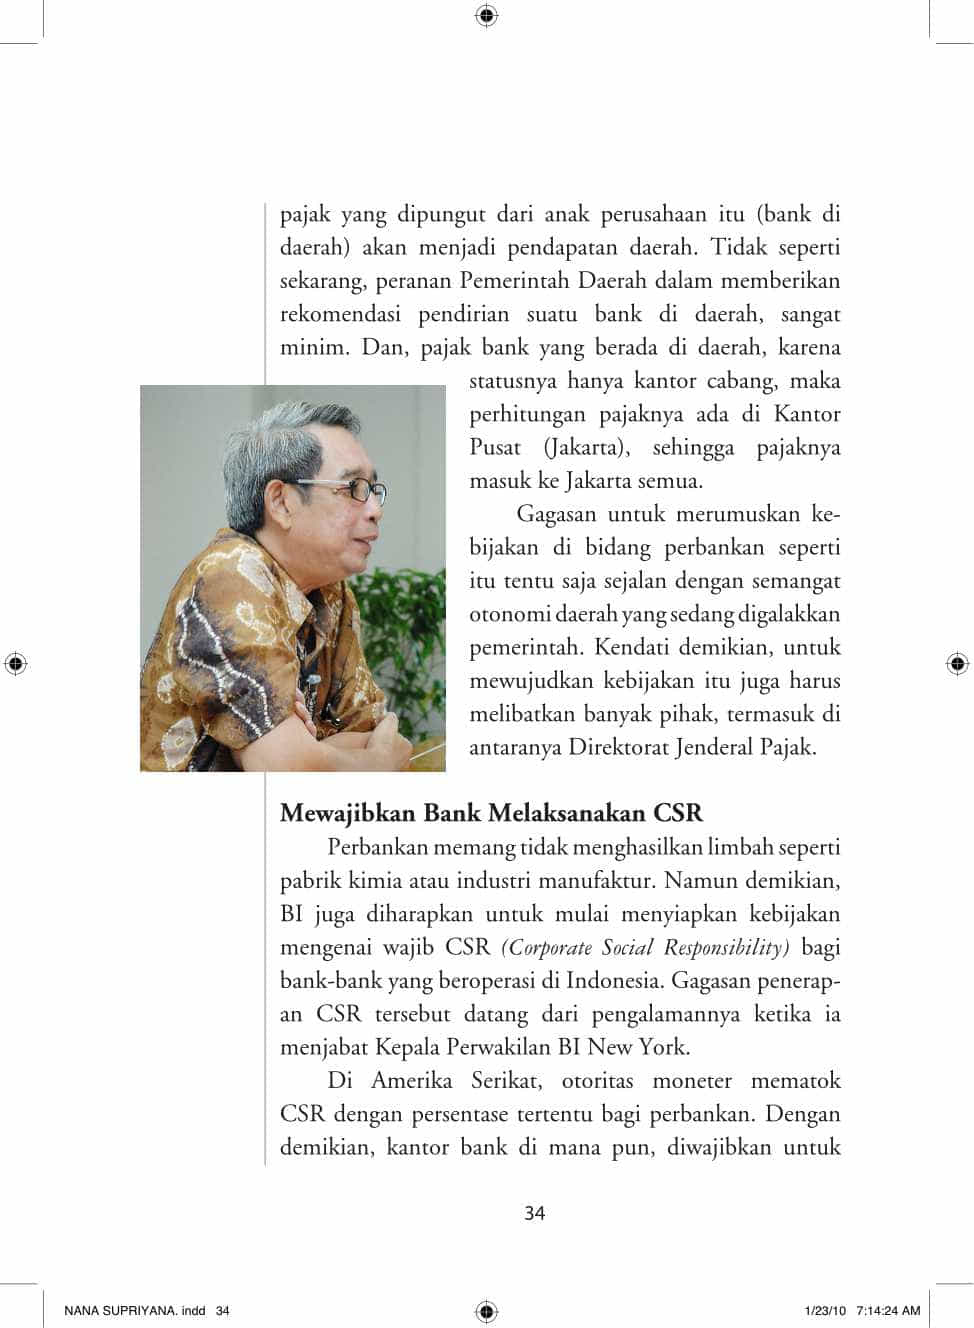 pajak yang dipungut dari anak perusahaan itu (bank di
daerah) akan menjadi pendapatan daerah. Tidak seperti
sekarang, peranan Pemerintah Daerah dalam memberikan
rekomendasi pendirian suatu bank di daerah, sangat
minim. Dan, pajak bank yang berada di daerah, karena
statusnya hanya kantor cabang, maka
perhitungan pajaknya ada di Kantor
Pusat (Jakarta), sehingga pajaknya
masuk ke Jakarta semua.
Gagasan untuk merumuskan ke-
bijakan di bidang perbankan seperti
itu tentu saja sejalan dengan semangat
otonomi daerah yang sedang digalakkan
pemerintah. Kendati demikian, untuk
mewujudkan kebijakan itu juga harus
melibatkan banyak pihak, termasuk di
antaranya Direktorat Jenderal Pajak.
Mewajibkan Bank Melaksanakan CSR
Perbankan memang tidak menghasilkan limbah seperti
pabrik kimia atau industri manufaktur. Namun demikian,
BI juga diharapkan untuk mulai menyiapkan kebijakan
mengenai wajib CSR (Corporate Social Responsibility) bagi
bank-bank yang beroperasi di Indonesia. Gagasan penerap-
an CSR tersebut datang dari pengalamannya ketika ia
menjabat Kepala Perwakilan BI New York.
Di Amerika Serikat, otoritas moneter mematok
CSR dengan persentase tertentu bagi perbankan. Dengan
demikian, kantor bank di mana pun, diwajibkan untuk
34
NANA SUPRIYANA. indd 34
1/23/10 7:14:24 AM